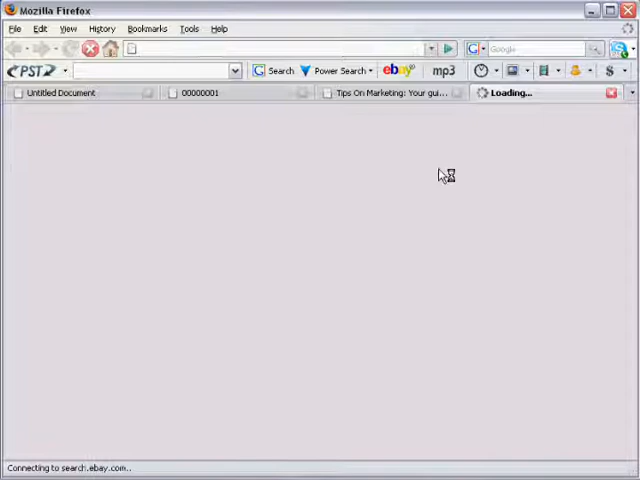 Mozilla Firefox
File Edit View History Bookmarks Tools Help
Google
PST Search Power Search ebay mp3 $
Untitled Document 00000001 Tips On Marketing: Your gui... Loading...
Connecting to search.ebay.com...